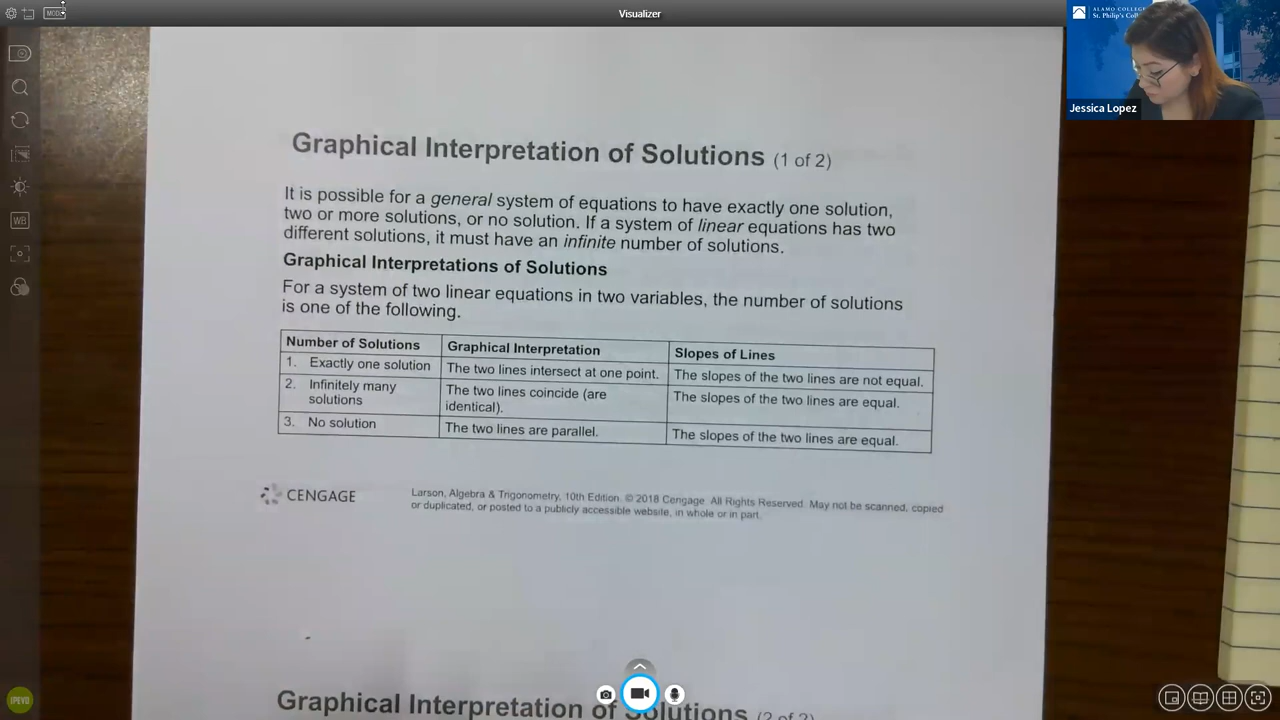 MODE
Visualizer
ALAMO COLLEGES
St. Philip's Coll
Jessica Lopez
WB
Graphical Interpretation of Solutions (1 of 2)
It is possible for a general system of equations to have exactly one solution,
two or more solutions, or no solution. If a system of linear equations has two
different solutions, it must have an infinite number of solutions.
Graphical Interpretations of Solutions
For a system of two linear equations in two variables, the number of solutions
is one of the following.
Number of Solutions Graphical Interpretation Slopes of Lines
1. Exactly one solution The two lines intersect at one point. The slopes of the two lines are not equal.
2. Infinitely many The two lines coincide (are The slopes of the two lines are equal.
solutions identical).
3. No solution The two lines are parallel. The slopes of the two lines are equal.
CENGAGE
Larson, Algebra & Trigonometry, 10th Edition. © 2018 Cengage. All Rights Reserved. May not be scanned, copied
or duplicated, or posted to a publicly accessible website, in whole or in part.
Graphical Interpretation of Solutions (2 of 2)
IPEVO